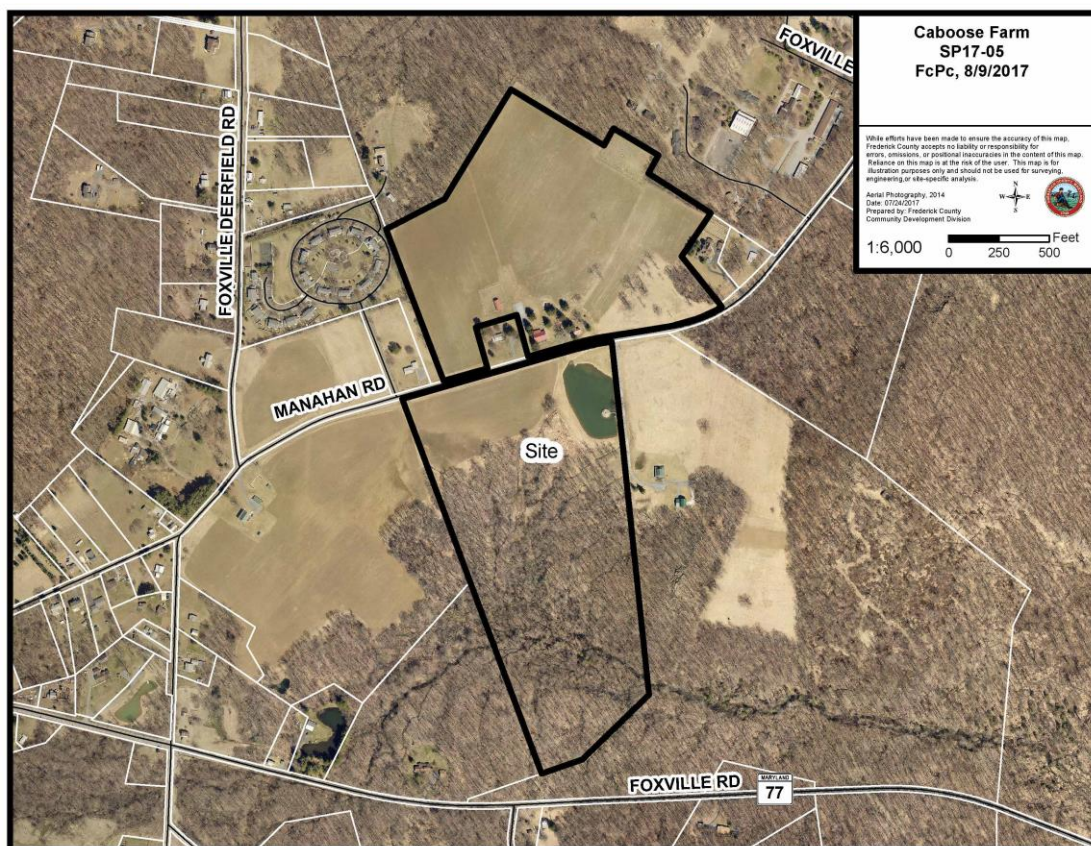 Caboose Farm
SP17-05
FcPc, 8/9/2017
While efforts have been made to ensure the accuracy of this map,
Frederick County accepts no liability or responsibility for
errors, omissions, or positional inaccuracies in the content of this map.
Reliance on this map is at the risk of the user. This map is for
illustration purposes only and should not be used for surveying,
engineering,or site-specific analysis.
Aerial Photography, 2014
Date: 07/24/2017
Prepared by: Frederick County
Community Development Division
N
W E
S
1:6,000
Feet
0 250 500
FOXVILLE
FOXVILLE DEERFIELD RD
MANAHAN RD
Site
FOXVILLE RD
MARYLAND
77